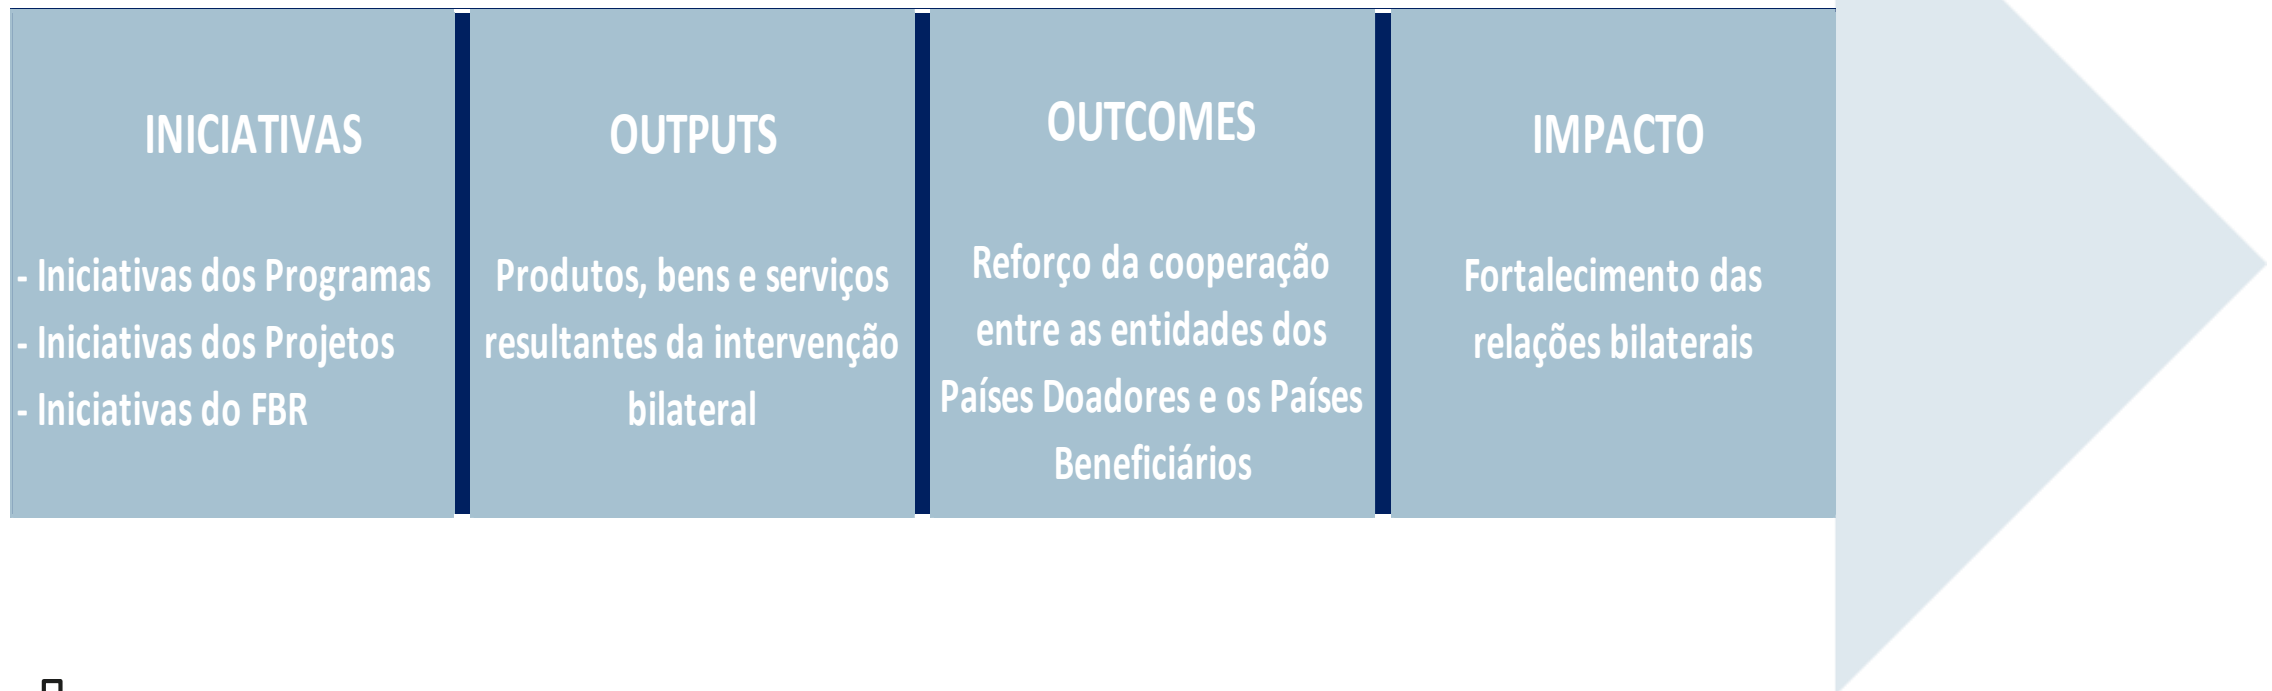 INICIATIVAS
- Iniciativas dos Programas
- Iniciativas dos Projetos
- Iniciativas do FBR
OUTPUTS
Produtos, bens e serviços
resultantes da intervenção
bilateral
OUTCOMES
Reforço da cooperação
entre as entidades dos
Países Doadores e os Países
Beneficiários
IMPACTO
Fortalecimento das
relações bilaterais